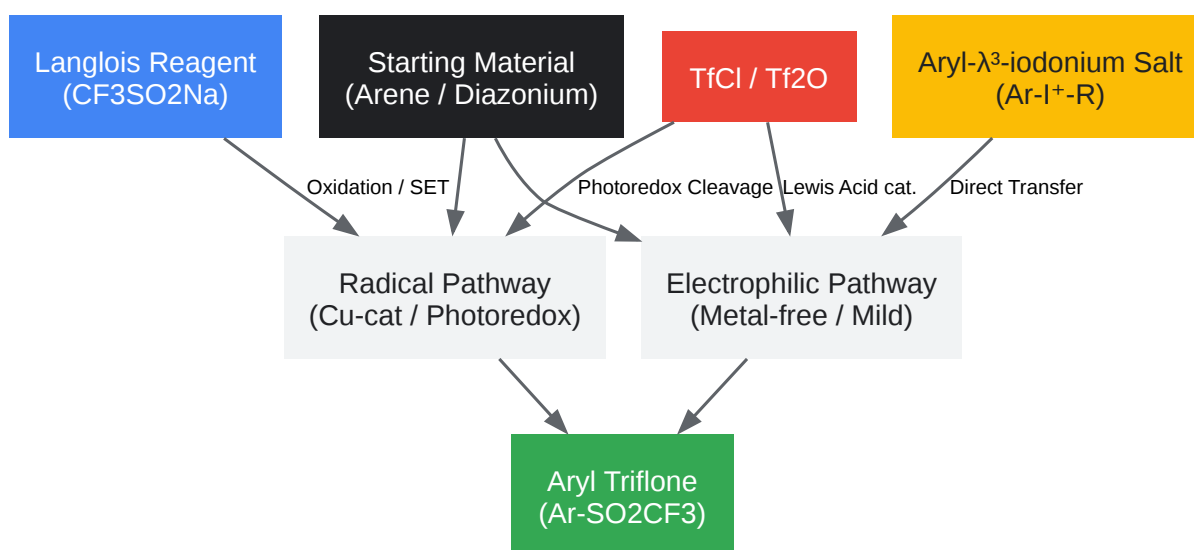 Langlois Reagent
(CF3SO2Na)
Starting Material
(Arene / Diazonium)
TfCl / Tf2O
Aryl-λ³-iodonium Salt
(Ar-I⁺-R)
Oxidation / SET
Photoredox Cleavage
Lewis Acid cat.
Direct Transfer
Radical Pathway
(Cu-cat / Photoredox)
Electrophilic Pathway
(Metal-free / Mild)
Aryl Triflone
(Ar-SO2CF3)